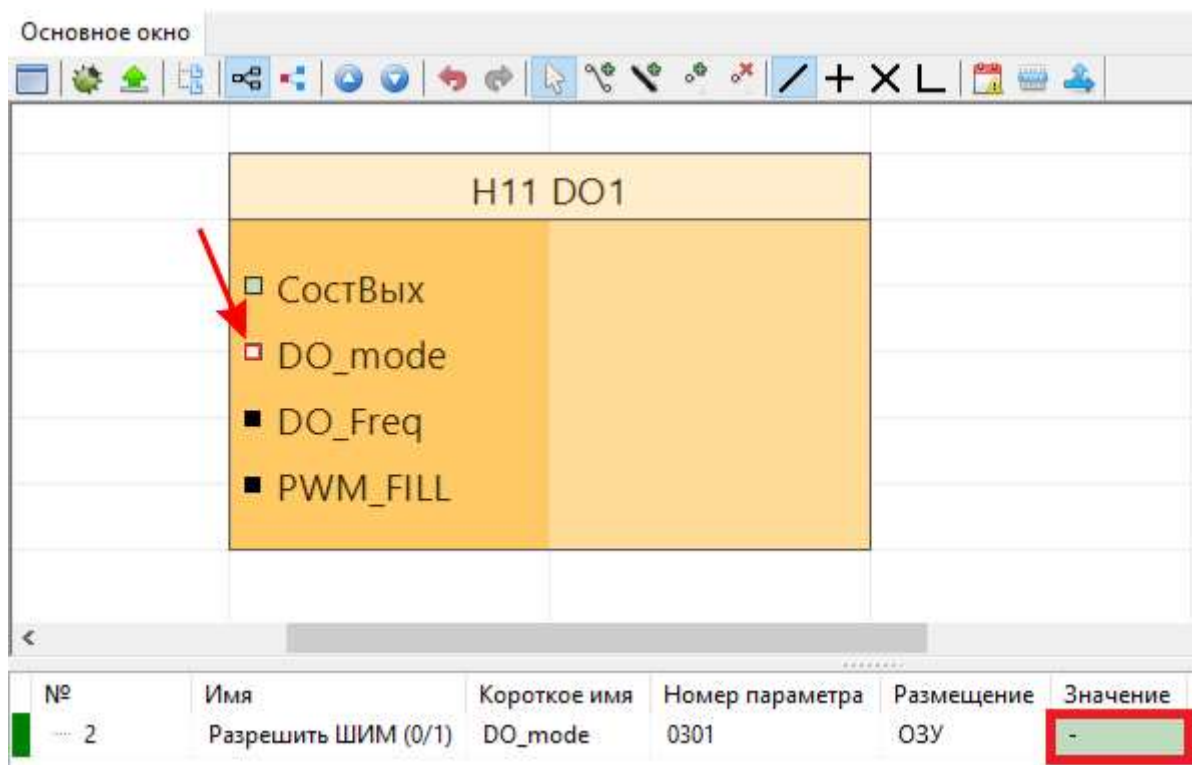 Основное окно
H11 DO1
СостВых
DO_mode
DO_Freq
PWM_FILL
№ Имя Короткое имя Номер параметра Размещение Значение
2 Разрешить ШИМ (0/1) DO_mode 0301 ОЗУ -